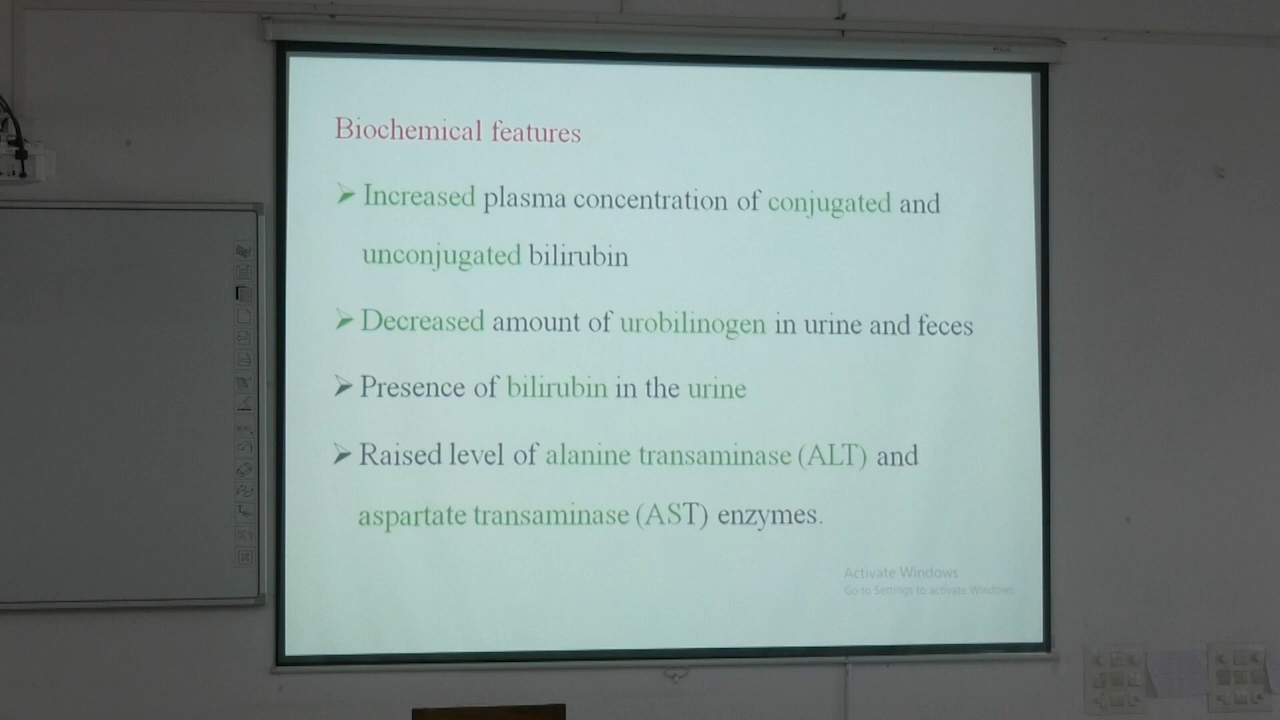 Biochemical features
➢ Increased plasma concentration of conjugated and
unconjugated bilirubin
➢ Decreased amount of urobilinogen in urine and feces
➢ Presence of bilirubin in the urine
➢ Raised level of alanine transaminase (ALT) and
aspartate transaminase (AST) enzymes.
Activate Windows
Go to Settings to activate Windows.